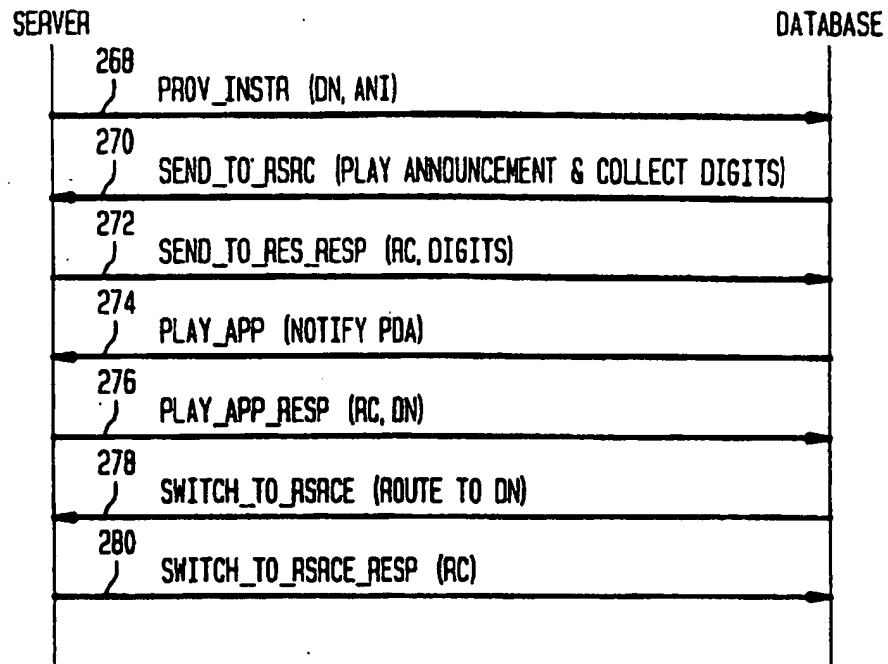 SERVER
DATABASE
268
PROV_INSTR (DN, ANI)
270
SEND_TO_RSRC (PLAY ANNOUNCEMENT & COLLECT DIGITS)
272
SEND_TO_RES_RESP (RC, DIGITS)
274
PLAY_APP (NOTIFY PDA)
276
PLAY_APP_RESP (RC, DN)
278
SWITCH_TO_RSRCE (ROUTE TO DN)
280
SWITCH_TO_RSRCE_RESP (RC)